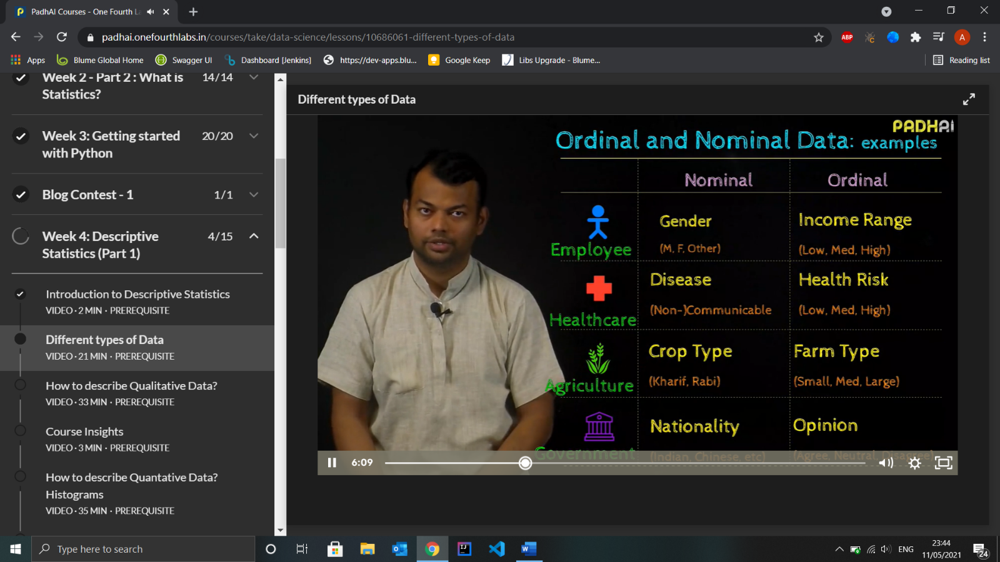 PadhAI Courses - One Fourth La
padhai.onefourthlabs.in/courses/take/data-science/lessons/10686061-different-types-of-data
ABP
A
Apps
Blume Global Home
Swagger UI
Dashboard [Jenkins]
https://dev-apps.blu...
Google Keep
Libs Upgrade - Blume...
Reading list
Week 2 - Part 2 : What is Statistics?
14/14
Week 3: Getting started with Python
20/20
Blog Contest - 1
1/1
Week 4: Descriptive Statistics (Part 1)
4/15
Introduction to Descriptive Statistics
VIDEO · 2 MIN · PREREQUISITE
Different types of Data
VIDEO · 21 MIN · PREREQUISITE
How to describe Qualitative Data?
VIDEO · 33 MIN · PREREQUISITE
Course Insights
VIDEO · 3 MIN · PREREQUISITE
How to describe Quantative Data? Histograms
VIDEO · 35 MIN · PREREQUISITE
Different types of Data
PADHAI
Ordinal and Nominal Data: examples
Nominal
Ordinal
Employee
Gender
(M, F, Other)
Income Range
(Low, Med, High)
Healthcare
Disease
(Non-)Communicable
Health Risk
(Low, Med, High)
Agriculture
Crop Type
(Kharif, Rabi)
Farm Type
(Small, Med, Large)
Government
Nationality
(Indian, Chinese, etc)
Opinion
(Agree, Neutral, Disagree)
6:09
Type here to search
ENG
23:44
11/05/2021
24